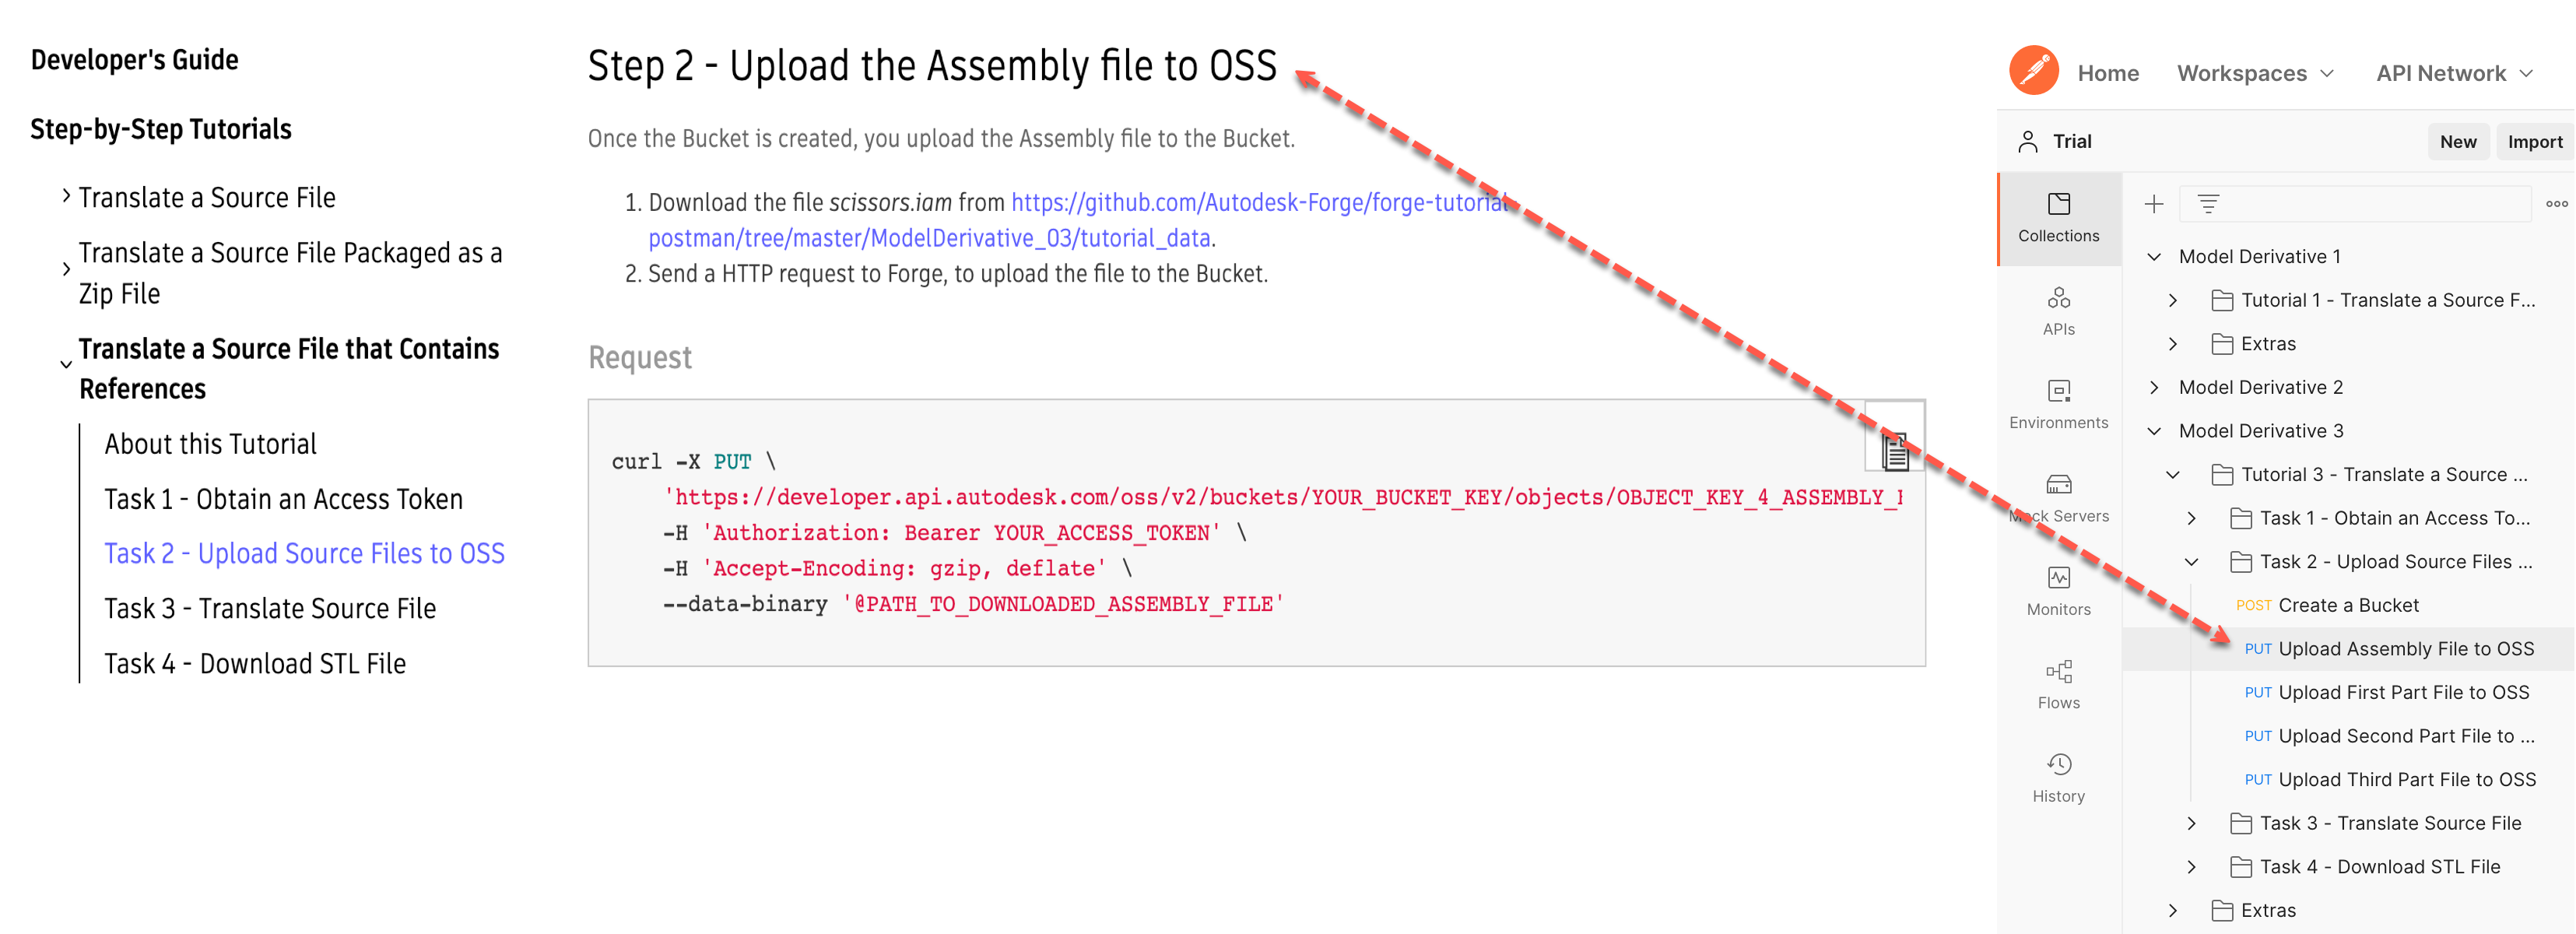 Developer's Guide
Step-by-Step Tutorials
Translate a Source File
Translate a Source File Packaged as a
Zip File
Translate a Source File that Contains
References
About this Tutorial
Task 1 - Obtain an Access Token
Task 2 - Upload Source Files to OSS
Task 3 - Translate Source File
Task 4 - Download STL File
Step 2 - Upload the Assembly file to OSS
Once the Bucket is created, you upload the Assembly file to the Bucket.
1. Download the file scissors.iam from https://github.com/Autodesk-Forge/forge-tutorial-
postman/tree/master/ModelDerivative_03/tutorial_data.
2. Send a HTTP request to Forge, to upload the file to the Bucket.
Request
curl -X PUT \
'https://developer.api.autodesk.com/oss/v2/buckets/YOUR_BUCKET_KEY/objects/OBJECT_KEY_4_ASSEMBLY_
-H 'Authorization: Bearer YOUR_ACCESS_TOKEN' \
-H 'Accept-Encoding: gzip, deflate' \
--data-binary '@PATH_TO_DOWNLOADED_ASSEMBLY_FILE'
Home Workspaces API Network
Trial New Import
Collections
APIs
Environments
Mock Servers
Monitors
Flows
History
Model Derivative 1
Tutorial 1 - Translate a Source F...
Extras
Model Derivative 2
Model Derivative 3
Tutorial 3 - Translate a Source ...
Task 1 - Obtain an Access To...
Task 2 - Upload Source Files ...
POST Create a Bucket
PUT Upload Assembly File to OSS
PUT Upload First Part File to OSS
PUT Upload Second Part File to ...
PUT Upload Third Part File to OSS
Task 3 - Translate Source File
Task 4 - Download STL File
Extras